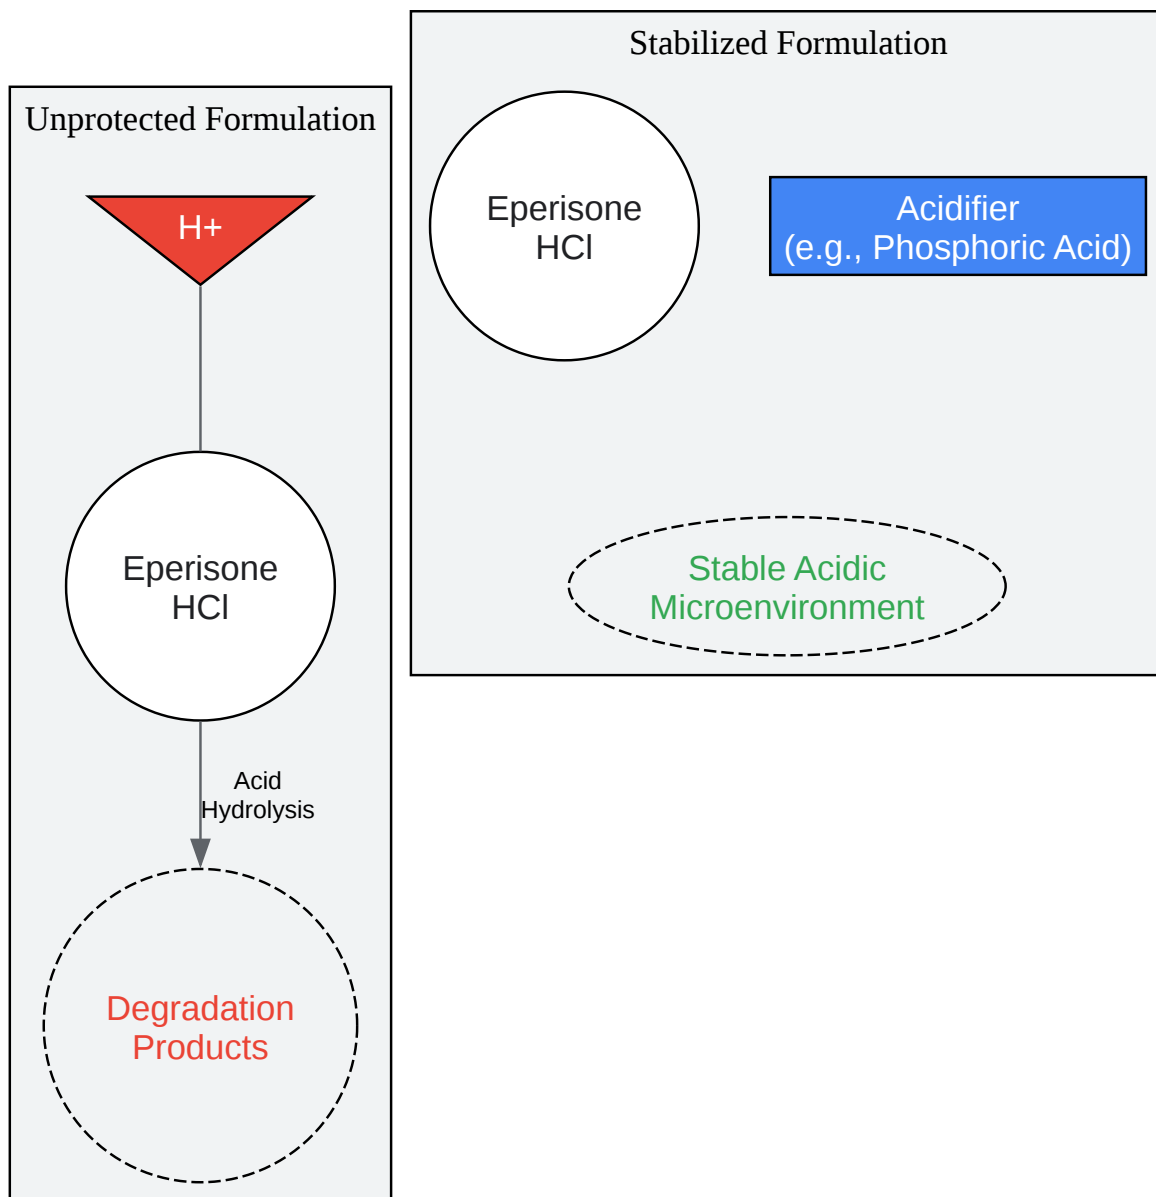 Unprotected Formulation
H+
Eperisone
HCl
Acid
Hydrolysis
Degradation
Products
Stabilized Formulation
Eperisone
HCl
Acidifier
(e.g., Phosphoric Acid)
Stable Acidic
Microenvironment